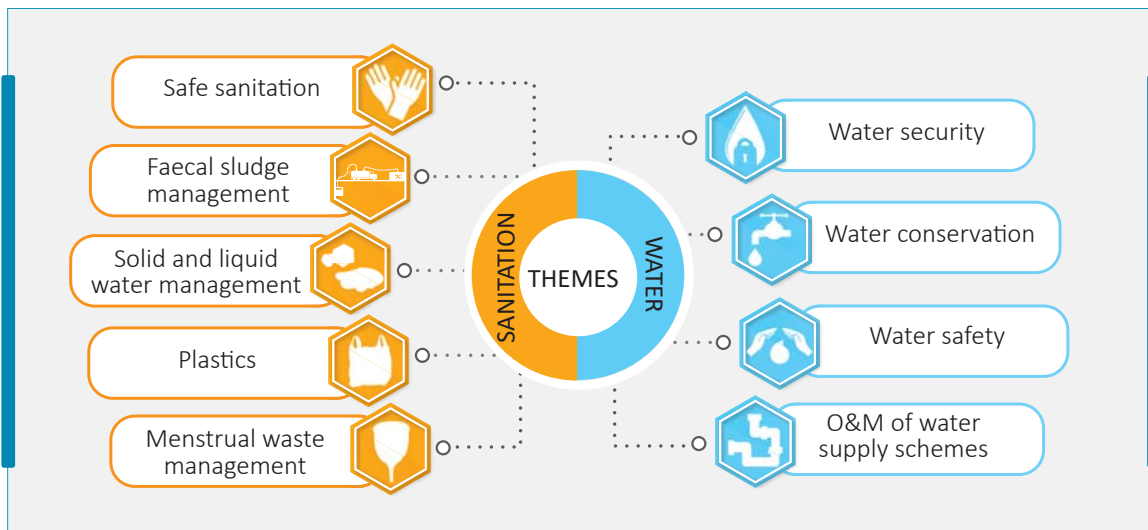 Safe sanitation
Faecal sludge
management
Solid and liquid
water management
Plastics
Menstrual waste
management
SANITATION
THEMES
WATER
Water security
Water conservation
Water safety
O&M of water
supply schemes